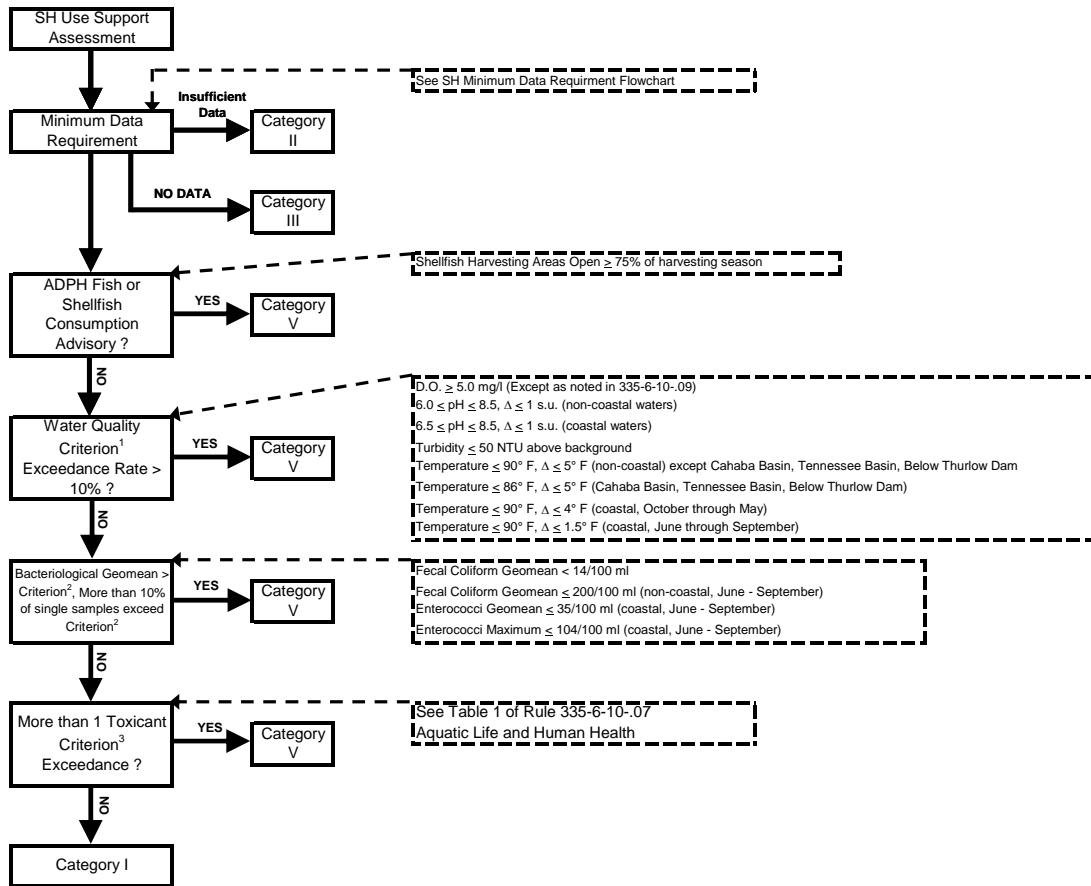 SH Use Support
Assessment
See SH Minimum Data Requirment Flowchart
Insufficient
Data
Minimum Data
Requirement
Category
II
NO DATA
Category
III
Shellfish Harvesting Areas Open ≥ 75% of harvesting season
ADPH Fish or
Shellfish
Consumption
Advisory ?
YES
Category
V
NO
D.O. ≥ 5.0 mg/l (Except as noted in 335-6-10-.09)
6.0 ≤ pH ≤ 8.5, Δ ≤ 1 s.u. (non-coastal waters)
6.5 ≤ pH ≤ 8.5, Δ ≤ 1 s.u. (coastal waters)
Turbidity ≤ 50 NTU above background
Temperature ≤ 90° F, Δ ≤ 5° F (non-coastal) except Cahaba Basin, Tennessee Basin, Below Thurlow Dam
Temperature ≤ 86° F, Δ ≤ 5° F (Cahaba Basin, Tennessee Basin, Below Thurlow Dam)
Temperature ≤ 90° F, Δ ≤ 4° F (coastal, October through May)
Temperature ≤ 90° F, Δ ≤ 1.5° F (coastal, June through September)
Water Quality
Criterion¹
Exceedance Rate >
10% ?
YES
Category
V
NO
Bacteriological Geomean >
Criterion², More than 10%
of single samples exceed
Criterion²
YES
Category
V
Fecal Coliform Geomean < 14/100 ml
Fecal Coliform Geomean ≤ 200/100 ml (non-coastal, June - September)
Enterococci Geomean ≤ 35/100 ml (coastal, June - September)
Enterococci Maximum ≤ 104/100 ml (coastal, June - September)
NO
More than 1 Toxicant
Criterion³
Exceedance ?
YES
Category
V
See Table 1 of Rule 335-6-10-.07
Aquatic Life and Human Health
NO
Category I